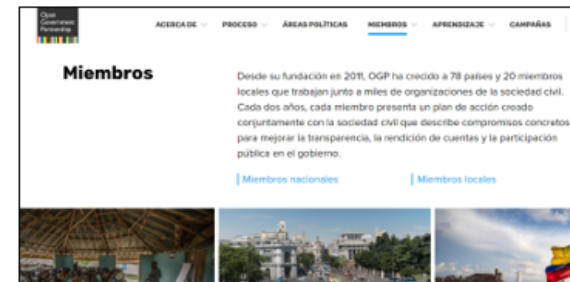 Open
Government
Partnership
ACERCA DE
PROCESO
ÁREAS POLÍTICAS
MIEMBROS
APRENDIZAJE
CAMPAÑAS
Miembros
Desde su fundación en 2011, OGP ha crecido a 78 países y 20 miembros
locales que trabajan junto a miles de organizaciones de la sociedad civil.
Cada dos años, cada miembro presenta un plan de acción creado
conjuntamente con la sociedad civil que describe compromisos concretos
para mejorar la transparencia, la rendición de cuentas y la participación
pública en el gobierno.
Miembros nacionales
Miembros locales